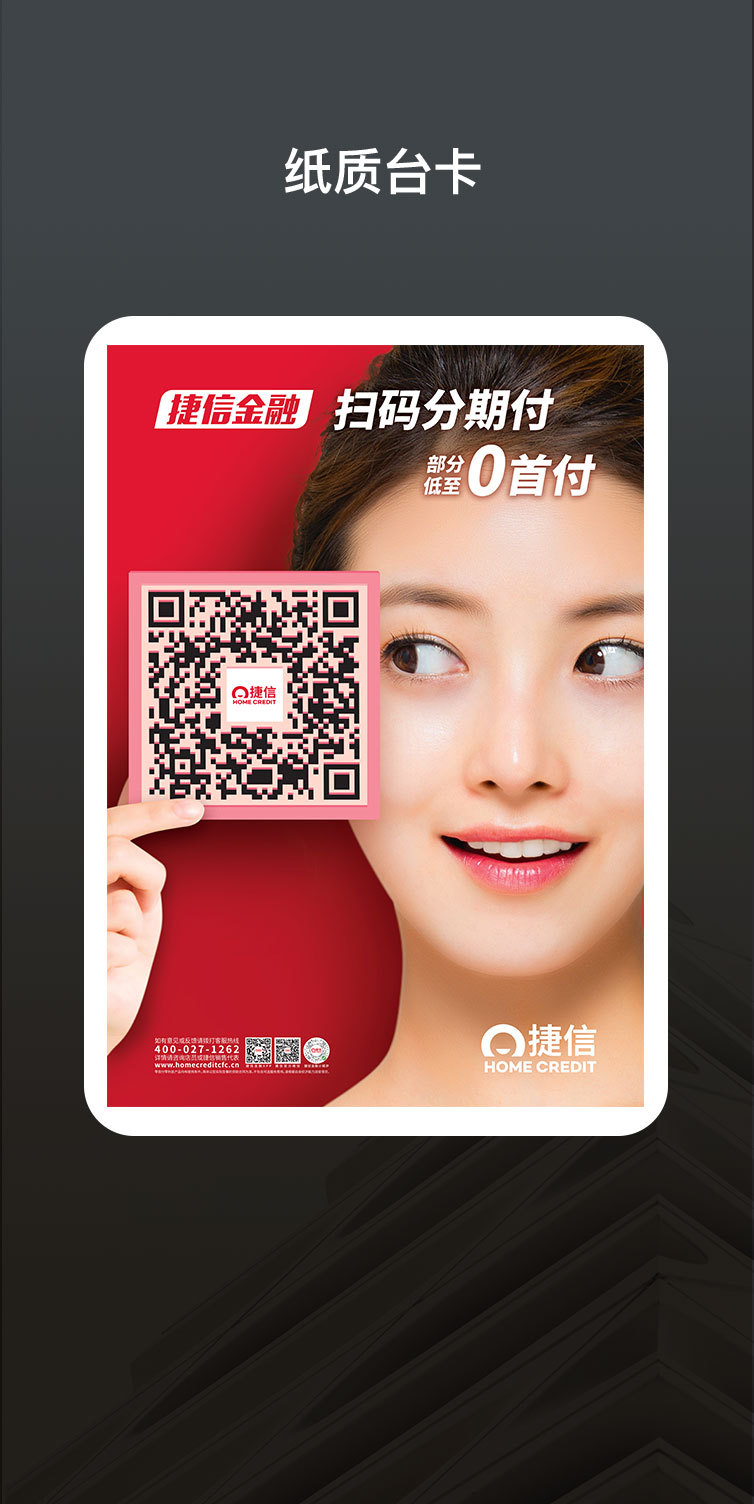 纸质台卡
捷信金融 扫码分期付
部分低至0首付
捷信
HOME CREDIT
如有意见或反馈请拨打客服热线
400-027-1262
详情请咨询店员或捷信销售代表
www.homecreditcfc.cn
捷信
HOME CREDIT